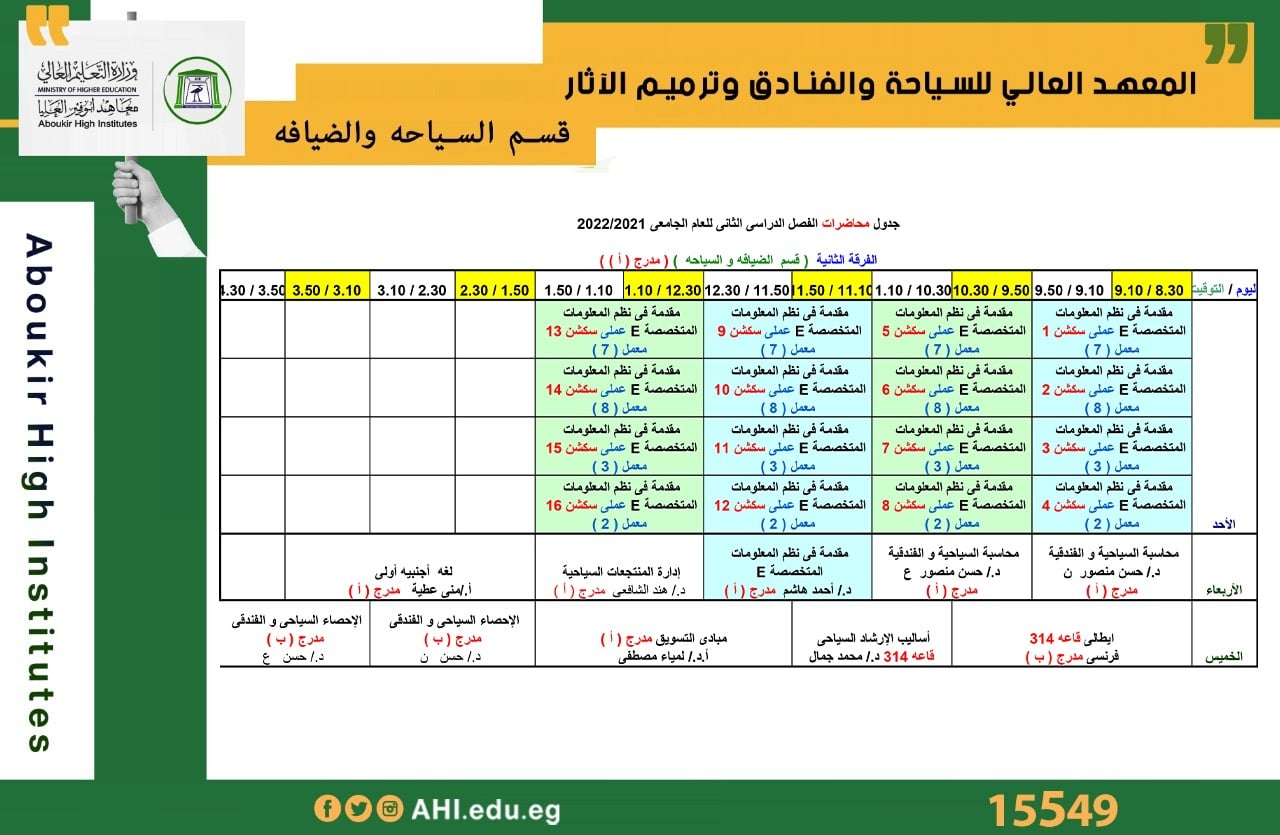 المعهد العالي للسياحة والفنادق وترميم الآثار
قسم السياحه والضيافه
وزارة التعليم العالي
MINISTRY OF HIGHER EDUCATION
معاهد أبوقير العليا
Aboukir High Institutes
Aboukir High Institutes
جدول محاضرات الفصل الدراسى الثانى للعام الجامعى 2022/2021
الفرقة الثانية ( قسم الضيافه و السياحه ) ( مدرج ( أ ) )
ليوم / التوقيت 8.30 / 9.10 9.10 / 9.50 9.50 / 10.30 10.30 / 1.10 11.10 / 11.50 11.50 / 12.30 12.30 / 1.10 1.10 / 1.50 1.50 / 2.30 2.30 / 3.10 3.10 / 3.50 3.50 / 4.30
الأحد
مقدمة فى نظم المعلومات
المتخصصة E عملى سكشن 1
معمل ( 7 )
مقدمة فى نظم المعلومات
المتخصصة E عملى سكشن 5
معمل ( 7 )
مقدمة فى نظم المعلومات
المتخصصة E عملى سكشن 9
معمل ( 7 )
مقدمة فى نظم المعلومات
المتخصصة E عملى سكشن 13
معمل ( 7 )
مقدمة فى نظم المعلومات
المتخصصة E عملى سكشن 2
معمل ( 8 )
مقدمة فى نظم المعلومات
المتخصصة E عملى سكشن 6
معمل ( 8 )
مقدمة فى نظم المعلومات
المتخصصة E عملى سكشن 10
معمل ( 8 )
مقدمة فى نظم المعلومات
المتخصصة E عملى سكشن 14
معمل ( 8 )
مقدمة فى نظم المعلومات
المتخصصة E عملى سكشن 3
معمل ( 3 )
مقدمة فى نظم المعلومات
المتخصصة E عملى سكشن 7
معمل ( 3 )
مقدمة فى نظم المعلومات
المتخصصة E عملى سكشن 11
معمل ( 3 )
مقدمة فى نظم المعلومات
المتخصصة E عملى سكشن 15
معمل ( 3 )
مقدمة فى نظم المعلومات
المتخصصة E عملى سكشن 4
معمل ( 2 )
مقدمة فى نظم المعلومات
المتخصصة E عملى سكشن 8
معمل ( 2 )
مقدمة فى نظم المعلومات
المتخصصة E عملى سكشن 12
معمل ( 2 )
مقدمة فى نظم المعلومات
المتخصصة E عملى سكشن 16
معمل ( 2 )
الأربعاء
محاسبة السياحية و الفندقية
د./ حسن منصور ن
مدرج ( أ )
محاسبة السياحية و الفندقية
د./ حسن منصور ع
مدرج ( أ )
مقدمة فى نظم المعلومات
المتخصصة E
د./ أحمد هاشم مدرج ( أ )
إدارة المنتجعات السياحية
د./ هند الشافعى مدرج ( أ )
لغه أجنبيه أولى
أ./منى عطية مدرج ( أ )
الخميس
ايطالى قاعه 314
فرنسى مدرج ( ب )
أساليب الإرشاد السياحى
قاعه 314 د./ محمد جمال
مبادى التسويق مدرج ( أ )
أ.د./ لمياء مصطفى
الإحصاء السياحى و الفندقى
مدرج ( ب )
د./ حسن ن
الإحصاء السياحى و الفندقى
مدرج ( ب )
د./ حسن ع
AHI.edu.eg
15549